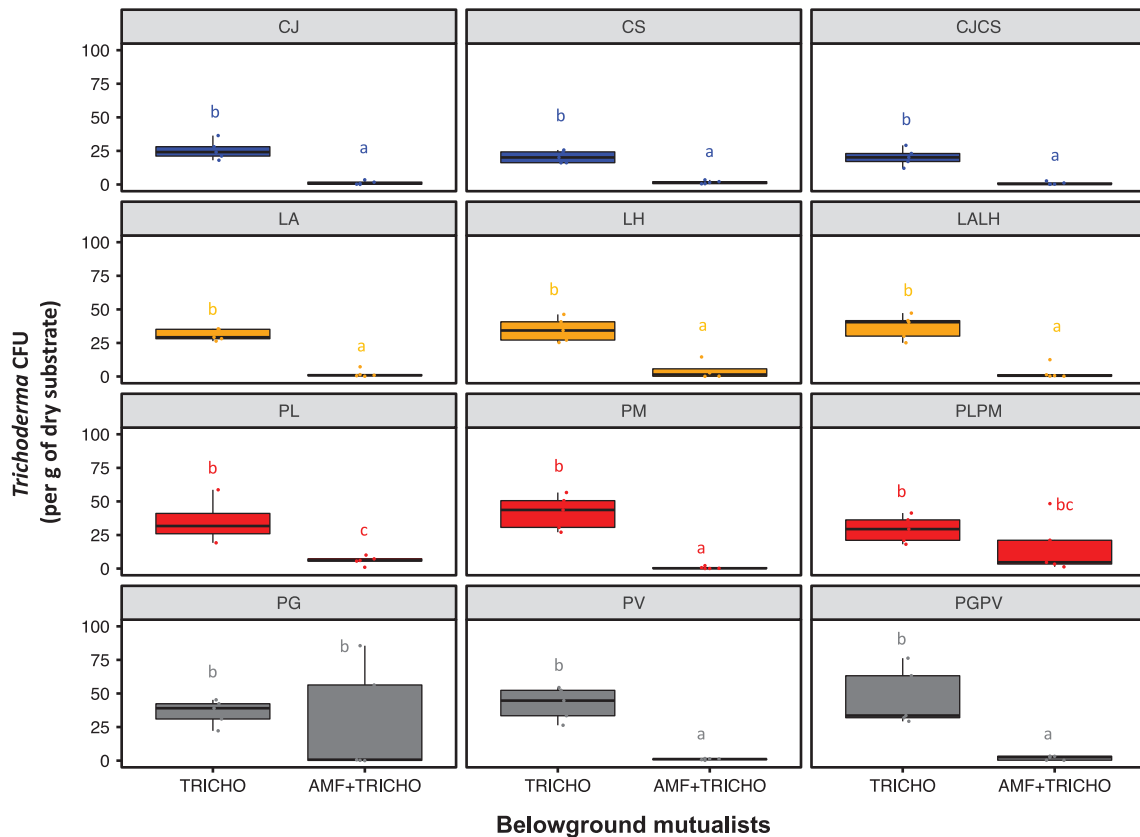 CJ CS CJCS
100
75
50
25
0
b a b a b a
LA LH LALH
100
75
50
25
0
b a b a b a
PL PM PLPM
100
75
50
25
0
b c b a b bc
PG PV PGPV
100
75
50
25
0
b b b a b a
TRICHO AMF+TRICHO TRICHO AMF+TRICHO TRICHO AMF+TRICHO
Belowground mutualists
Trichoderma CFU
(per g of dry substrate)